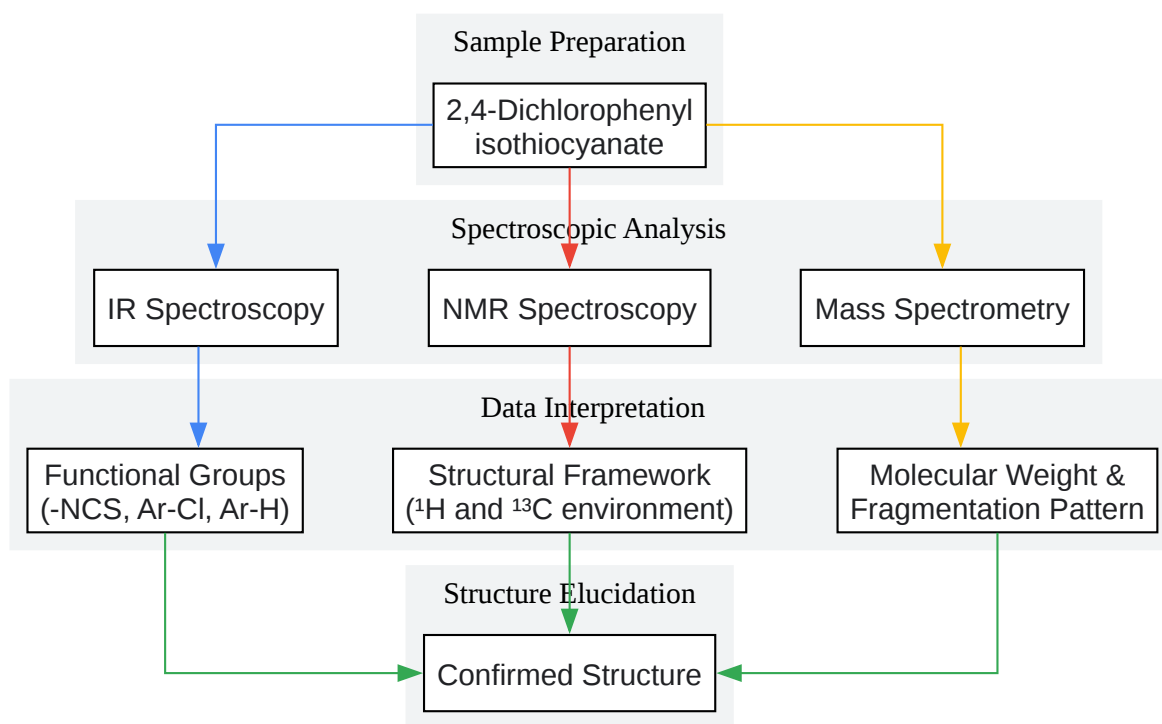 Sample Preparation
2,4-Dichlorophenyl
isothiocyanate
Spectroscopic Analysis
IR Spectroscopy
NMR Spectroscopy
Mass Spectrometry
Data Interpretation
Functional Groups
(-NCS, Ar-Cl, Ar-H)
Structural Framework
(¹H and ¹³C environment)
Molecular Weight &
Fragmentation Pattern
Structure Elucidation
Confirmed Structure